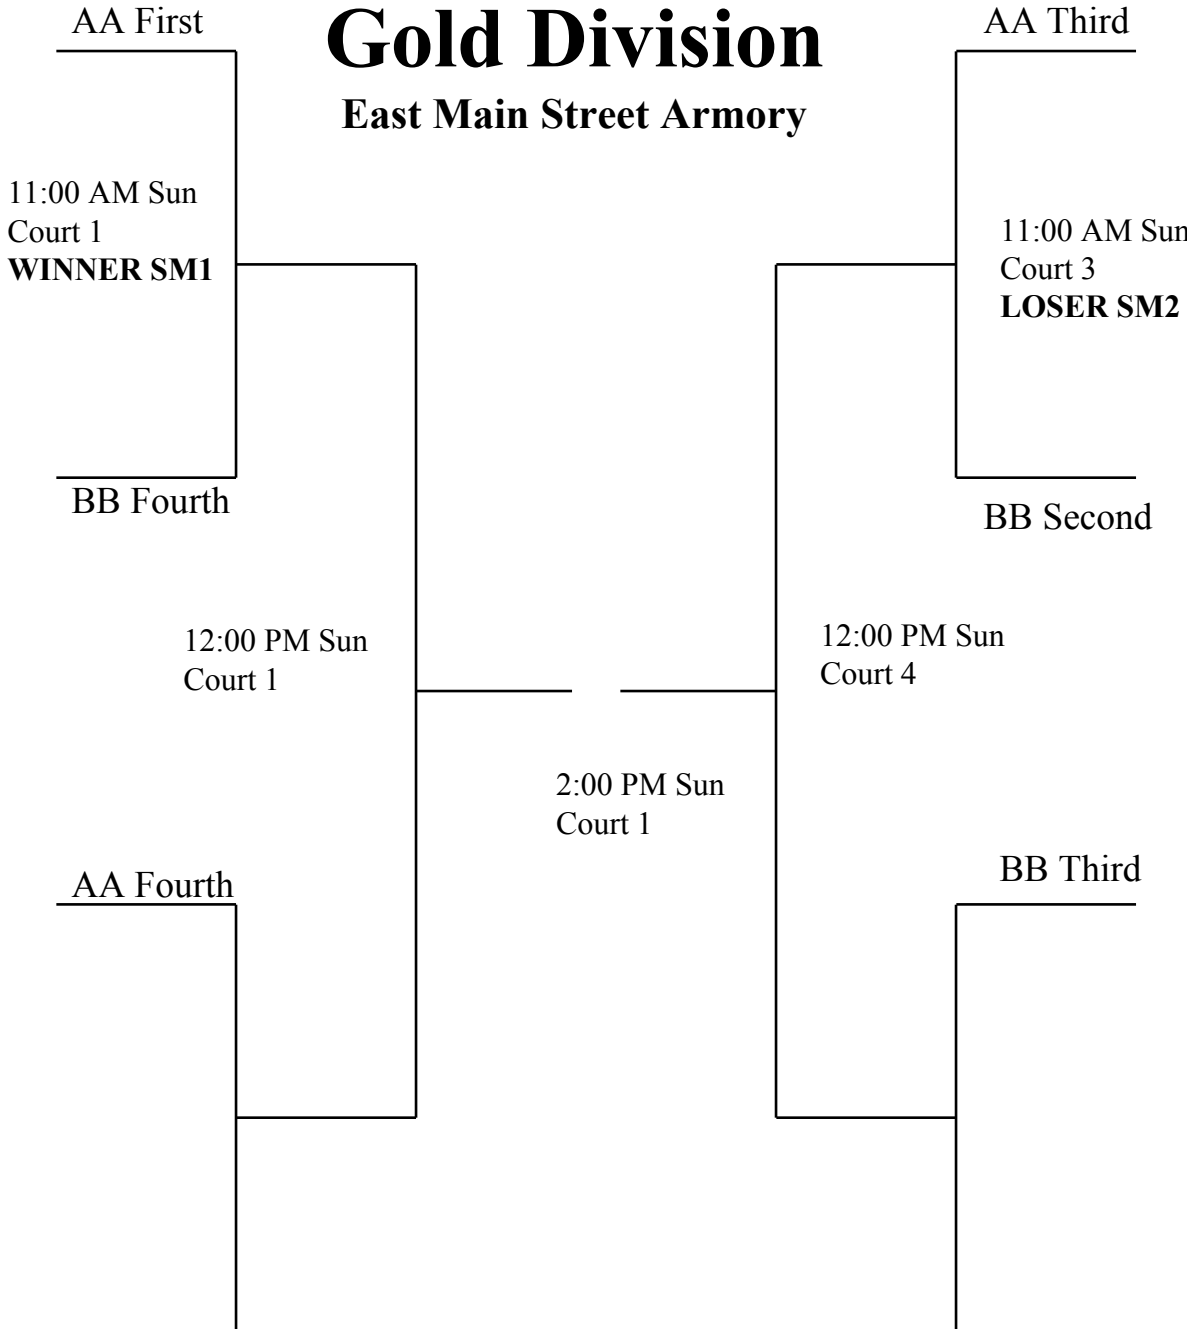 AA First
Gold Division
AA Third
East Main Street Armory
11:00 AM Sun
Court 1
WINNER SM1
11:00 AM Sun
Court 3
LOSER SM2
BB Fourth
BB Second
12:00 PM Sun
Court 1
12:00 PM Sun
Court 4
2:00 PM Sun
Court 1
AA Fourth
BB Third